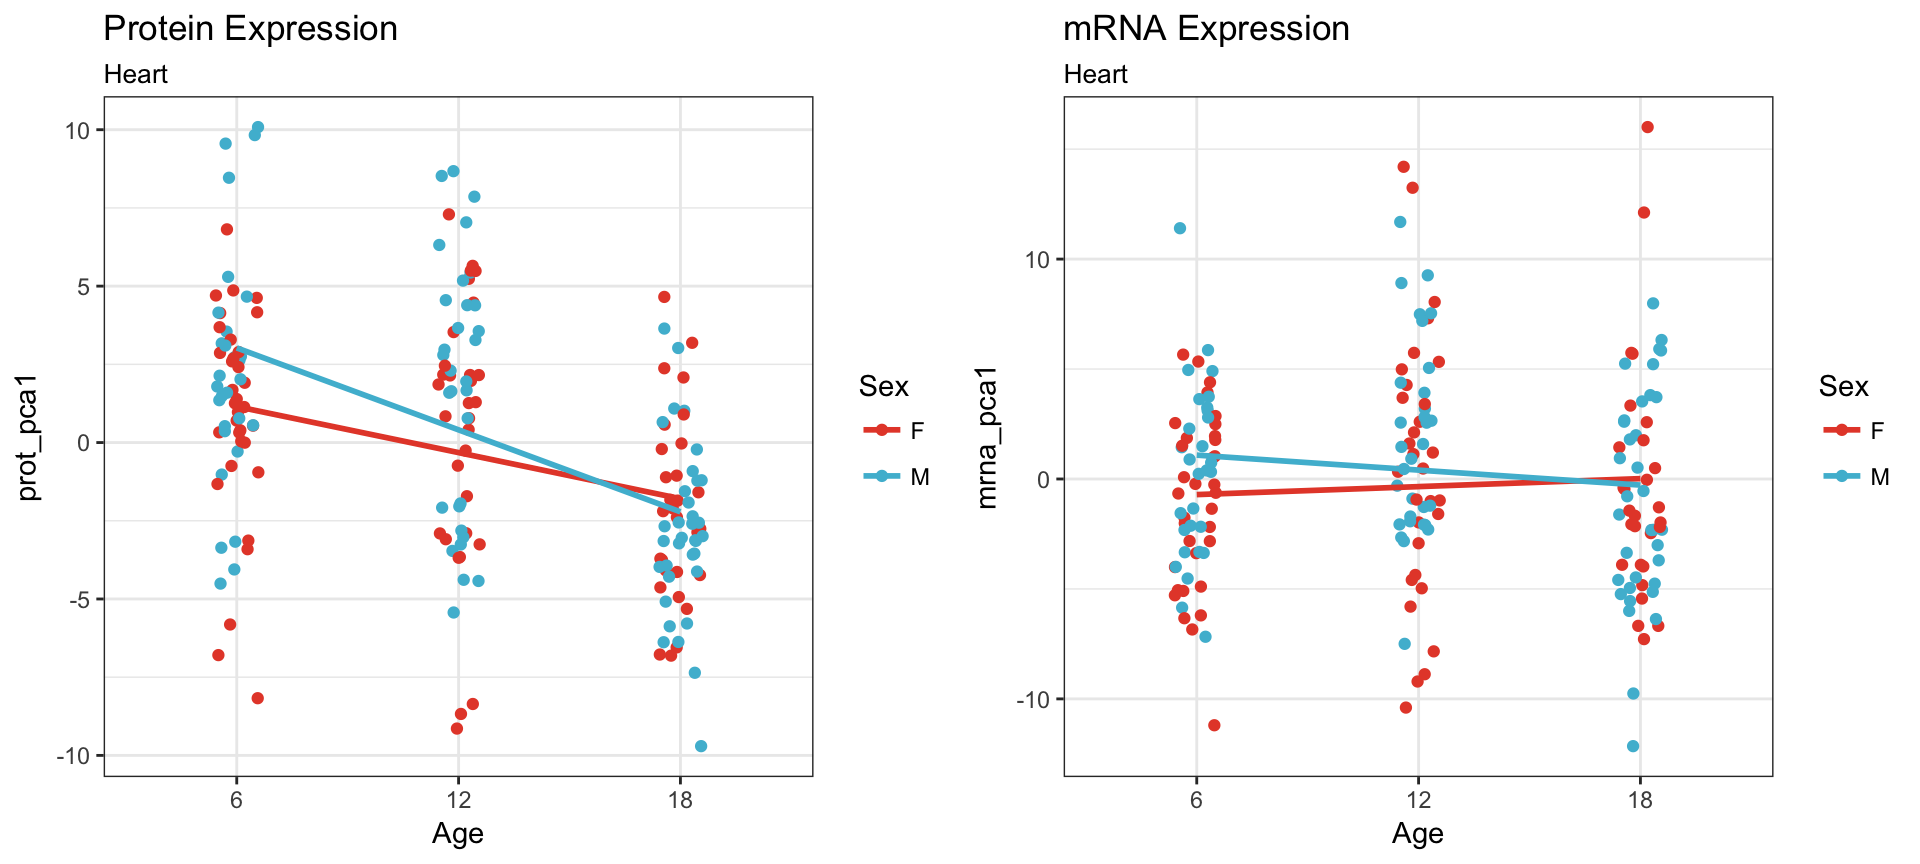 Protein Expression
Heart
prot_pca1
10
5
0
-5
-10
6 12 18
Age
Sex
F
M
mRNA Expression
Heart
mrna_pca1
10
0
-10
6 12 18
Age
Sex
F
M